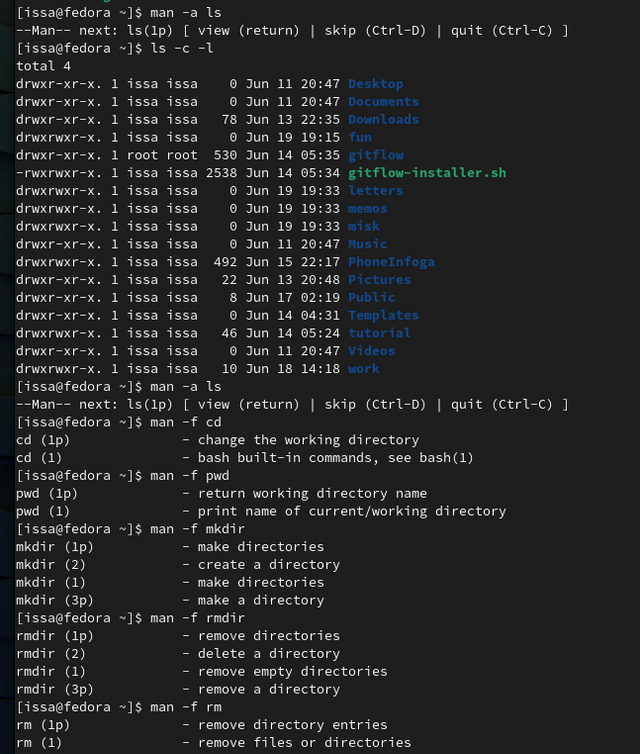 [issa@fedora ~]$ man -a ls
--Man-- next: ls(1p) [ view (return) | skip (Ctrl-D) | quit (Ctrl-C) ]
[issa@fedora ~]$ ls -c -l
total 4
drwxr-xr-x. 1 issa issa    0 Jun 11 20:47 Desktop
drwxr-xr-x. 1 issa issa    0 Jun 11 20:47 Documents
drwxr-xr-x. 1 issa issa   78 Jun 13 22:35 Downloads
drwxr-xr-x. 1 issa issa    0 Jun 19 19:15 fun
drwxr-xr-x. 1 root root  530 Jun 14 05:35 gitflow
-rwxrwxr-x. 1 issa issa 2538 Jun 14 05:34 gitflow-installer.sh
drwxr-xr-x. 1 issa issa    0 Jun 19 19:33 letters
drwxr-xr-x. 1 issa issa    0 Jun 19 19:33 memos
drwxr-xr-x. 1 issa issa    0 Jun 19 19:33 misk
drwxr-xr-x. 1 issa issa    0 Jun 11 20:47 Music
drwxrwxr-x. 1 issa issa  492 Jun 15 22:17 PhoneInfoga
drwxr-xr-x. 1 issa issa   22 Jun 13 20:48 Pictures
drwxr-xr-x. 1 issa issa    8 Jun 17 02:19 Public
drwxrwxr-x. 1 issa issa    0 Jun 14 04:31 Templates
drwxrwxr-x. 1 issa issa   46 Jun 14 05:24 tutorial
drwxr-xr-x. 1 issa issa    0 Jun 11 20:47 Videos
drwxrwxr-x. 1 issa issa   10 Jun 18 14:18 work
[issa@fedora ~]$ man -a ls
--Man-- next: ls(1p) [ view (return) | skip (Ctrl-D) | quit (Ctrl-C) ]
[issa@fedora ~]$ man -f cd
cd (1p)              - change the working directory
cd (1)               - bash built-in commands, see bash(1)
[issa@fedora ~]$ man -f pwd
pwd (1p)             - return working directory name
pwd (1)              - print name of current/working directory
[issa@fedora ~]$ man -f mkdir
mkdir (1p)           - make directories
mkdir (2)            - create a directory
mkdir (1)            - make directories
mkdir (3p)           - make a directory
[issa@fedora ~]$ man -f rmdir
rmdir (1p)           - remove directories
rmdir (2)            - delete a directory
rmdir (1)            - remove empty directories
rmdir (3p)           - remove a directory
[issa@fedora ~]$ man -f rm
rm (1p)              - remove directory entries
rm (1)               - remove files or directories